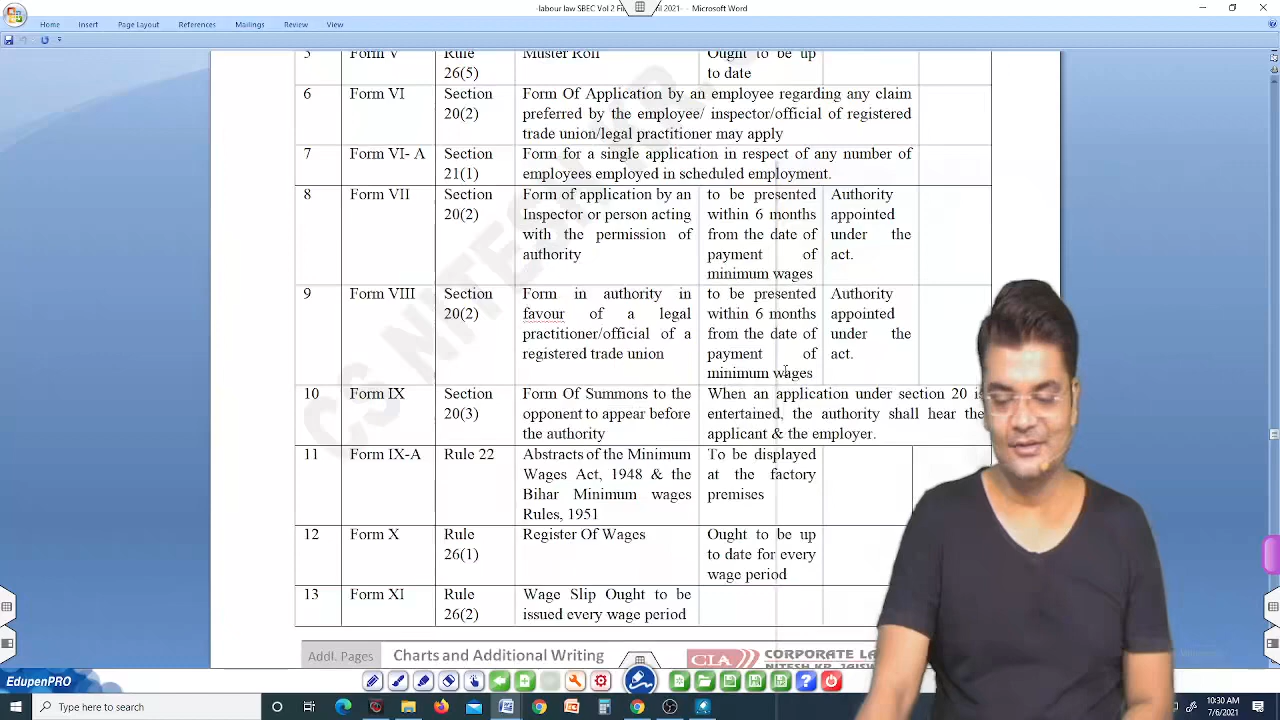 -labour law SBEC Vol 2 Fi il 2021- - Microsoft Word
Home Insert Page Layout References Mailings Review View
5 Form V Rule 26(5) Muster Roll Ought to be up to date
6 Form VI Section 20(2) Form Of Application by an employee regarding any claim preferred by the employee/ inspector/official of registered trade union/legal practitioner may apply
7 Form VI- A Section 21(1) Form for a single application in respect of any number of employees employed in scheduled employment.
8 Form VII Section 20(2) Form of application by an Inspector or person acting with the permission of authority to be presented within 6 months from the date of payment of minimum wages Authority appointed under the act.
9 Form VIII Section 20(2) Form in authority in favour of a legal practitioner/official of a registered trade union to be presented within 6 months from the date of payment of minimum wages Authority appointed under the act.
10 Form IX Section 20(3) Form Of Summons to the opponent to appear before the authority When an application under section 20 is entertained, the authority shall hear the applicant & the employer.
11 Form IX-A Rule 22 Abstracts of the Minimum Wages Act, 1948 & the Bihar Minimum wages Rules, 1951 To be displayed at the factory premises
12 Form X Rule 26(1) Register Of Wages Ought to be up to date for every wage period
13 Form XI Rule 26(2) Wage Slip Ought to be issued every wage period
CS NITESH KR.
Addl. Pages Charts and Additional Writing CIA CORPORATE LA
NITESH KR. JAISW
EdupenPRO
Type here to search
10:30 AM
7/6/2021